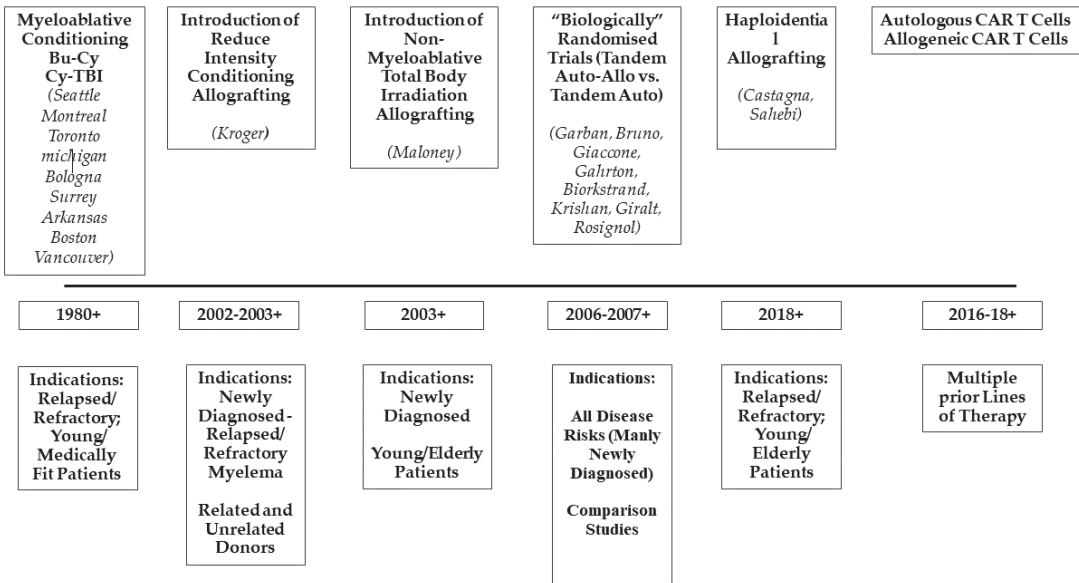 Myeloablative
Conditioning
Bu-Cy
Cy-TBI
(Seattle
Montreal
Toronto
michigan
Bologna
Surrey
Arkansas
Boston
Vancouver)
Introduction of
Reduce
Intensity
Conditioning
Allografting
(Kroger)
Introduction of
Non-
Myeloablative
Total Body
Irradiation
Allografting
(Maloney)
“Biologically”
Randomised
Trials (Tandem
Auto-Allo vs.
Tandem Auto)
(Garban, Bruno,
Giaccone,
Gahrton,
Biorkstrand,
Krishan, Giralt,
Rosignol)
Haploidentia
l
Allografting
(Castagna,
Sahebi)
Autologous CAR T Cells
Allogeneic CAR T Cells
1980+
2002-2003+
2003+
2006-2007+
2018+
2016-18+
Indications:
Relapsed/
Refractory;
Young/
Medically
Fit Patients
Indications:
Newly
Diagnosed-
Relapsed/
Refractory
Myelema
Related and
Unrelated
Donors
Indications:
Newly
Diagnosed
Young/Elderly
Patients
Indications:
All Disease
Risks (Manly
Newly
Diagnosed)
Comparison
Studies
Indications:
Relapsed/
Refractory;
Young/
Elderly
Patients
Multiple
prior Lines
of Therapy